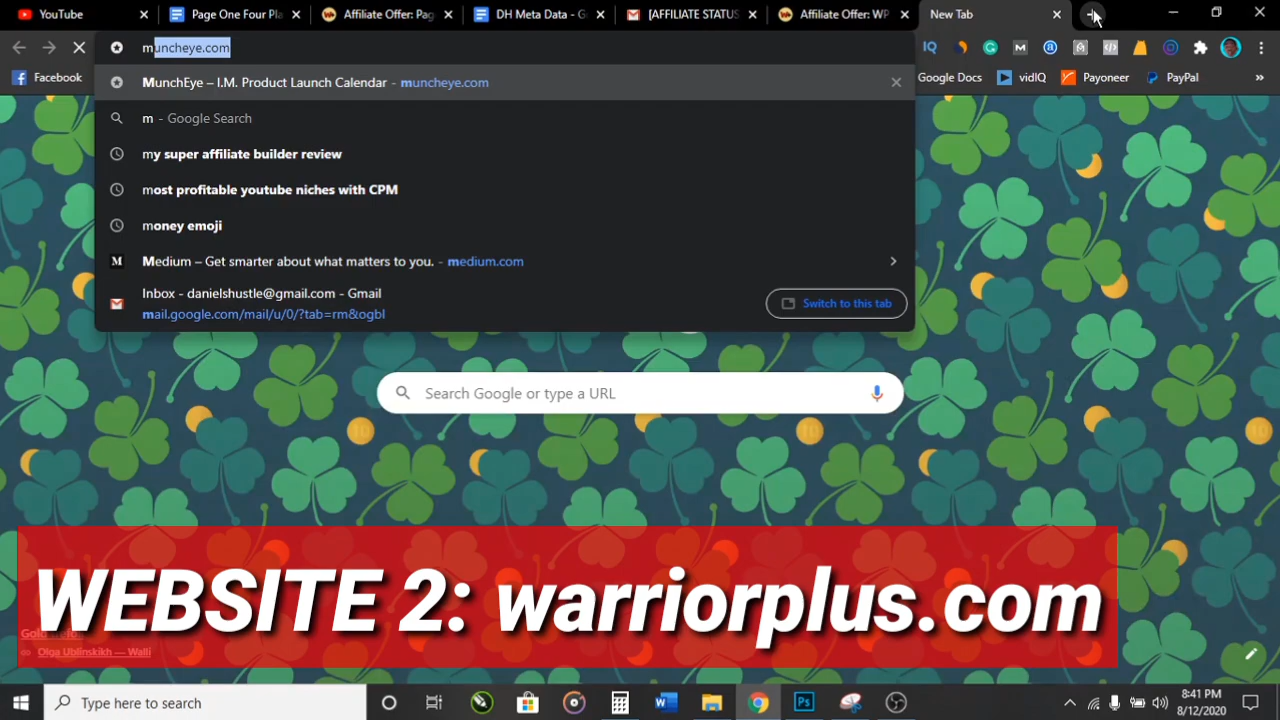 YouTube
Page One Four Pla
Affiliate Offer: Pag
DH Meta Data - G
[AFFILIATE STATUS
Affiliate Offer: WP
New Tab
muncheye.com
Facebook
Google Docs
vidIQ
Payoneer
PayPal
MunchEye – I.M. Product Launch Calendar - muncheye.com
m - Google Search
my super affiliate builder review
most profitable youtube niches with CPM
money emoji
Medium – Get smarter about what matters to you. - medium.com
Inbox - danielshustle@gmail.com - Gmail
mail.google.com/mail/u/0/?tab=rm&ogbl
Switch to this tab
Search Google or type a URL
WEBSITE 2: warriorplus.com
Olga Ublinskikh — Walli
Type here to search
8:41 PM
8/12/2020